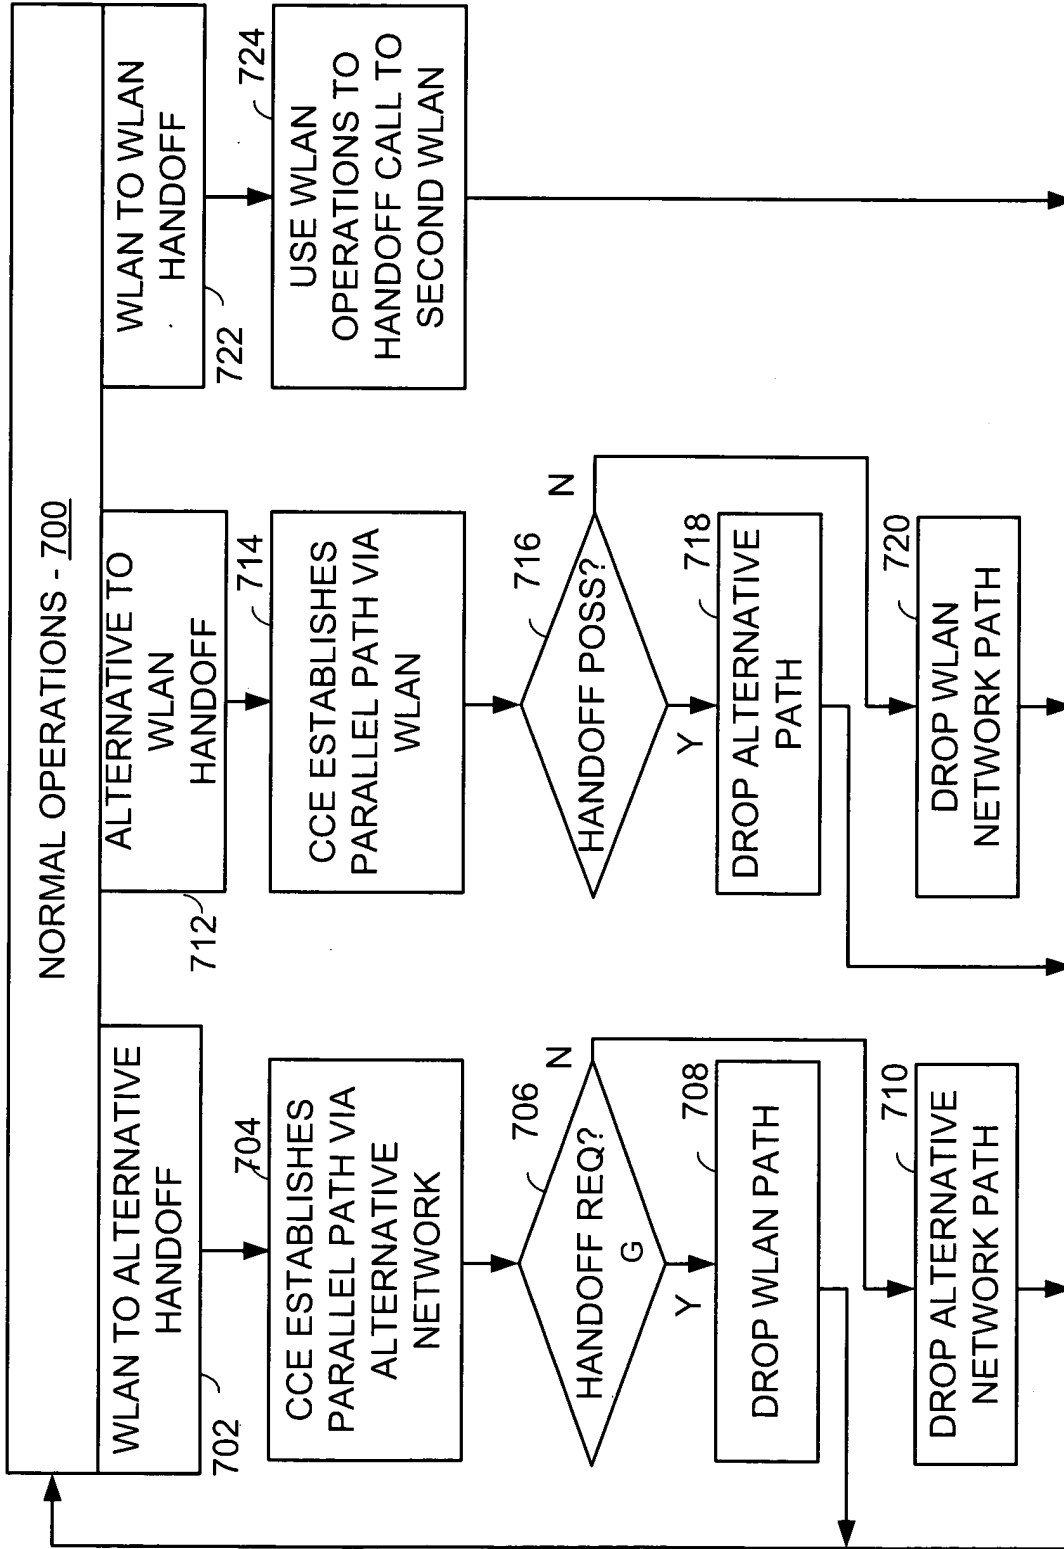 NORMAL OPERATIONS - 700
WLAN TO ALTERNATIVE
HANDOFF
702
CCE ESTABLISHES
PARALLEL PATH VIA
ALTERNATIVE
NETWORK
704
HANDOFF REQ?
G
706
Y
N
DROP WLAN PATH
708
DROP ALTERNATIVE
NETWORK PATH
710
ALTERNATIVE TO
WLAN
HANDOFF
712
CCE ESTABLISHES
PARALLEL PATH VIA
WLAN
714
HANDOFF POSS?
716
Y
N
DROP ALTERNATIVE
PATH
718
DROP WLAN
NETWORK PATH
720
WLAN TO WLAN
HANDOFF
722
USE WLAN
OPERATIONS TO
HANDOFF CALL TO
SECOND WLAN
724